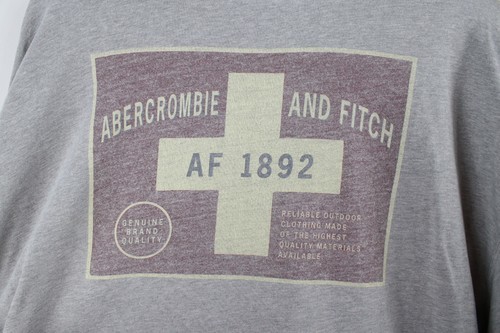 ABERCROMBIE AND FITCH
AF 1892
GENUINE
BRAND
QUALITY
RELIABLE OUTDOOR
CLOTHING MADE
OF THE HIGHEST
QUALITY MATERIALS
AVAILABLE